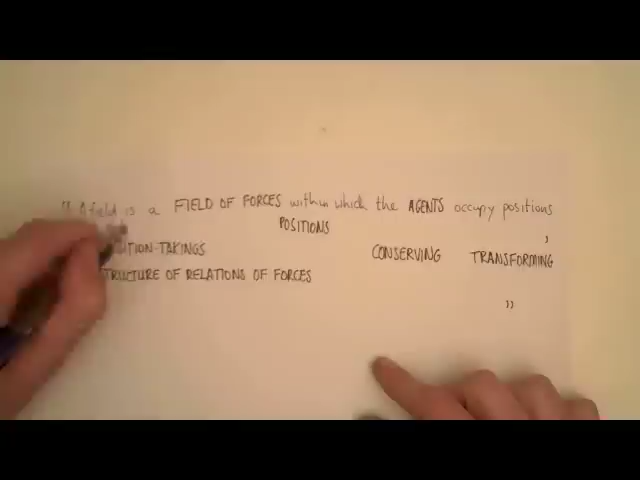 " A field is a FIELD OF FORCES within which the AGENTS occupy positions
POSITIONS ,
ITION-TAKINGS CONSERVING TRANSFORMING
STRUCTURE OF RELATIONS OF FORCES
"